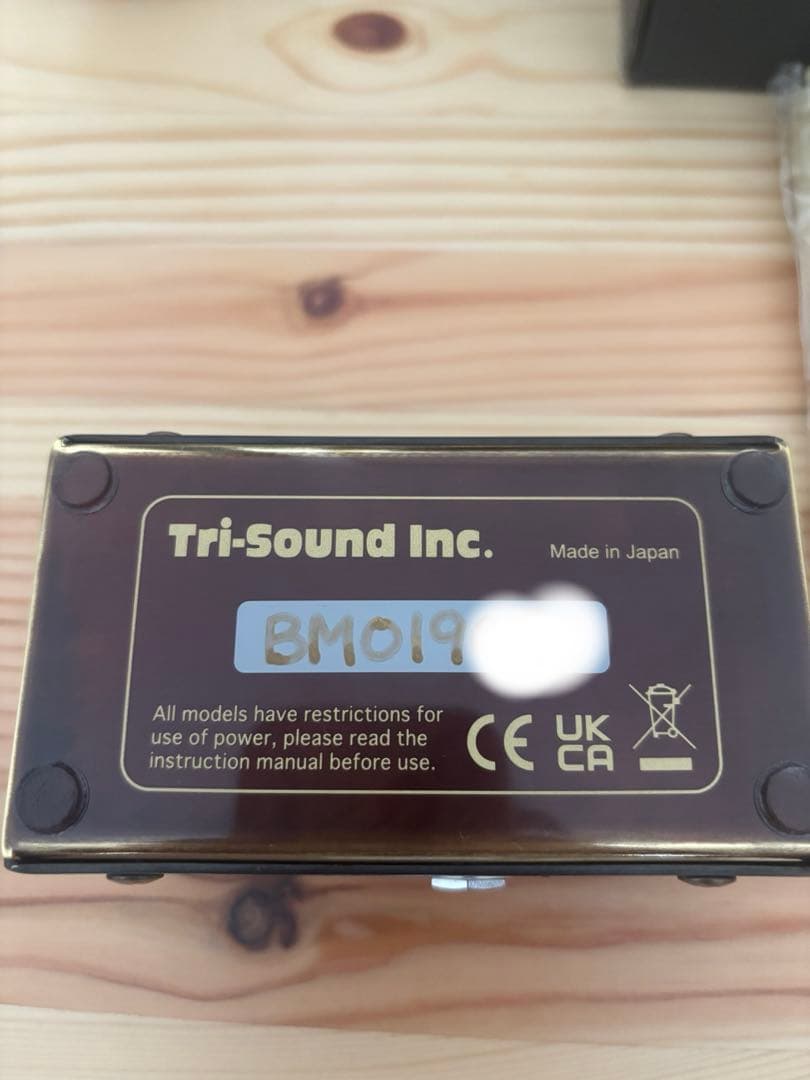 Tri-Sound Inc.
Made in Japan
BM019
All models have restrictions for
use of power, please read the
instruction manual before use.
CE
UK
CA